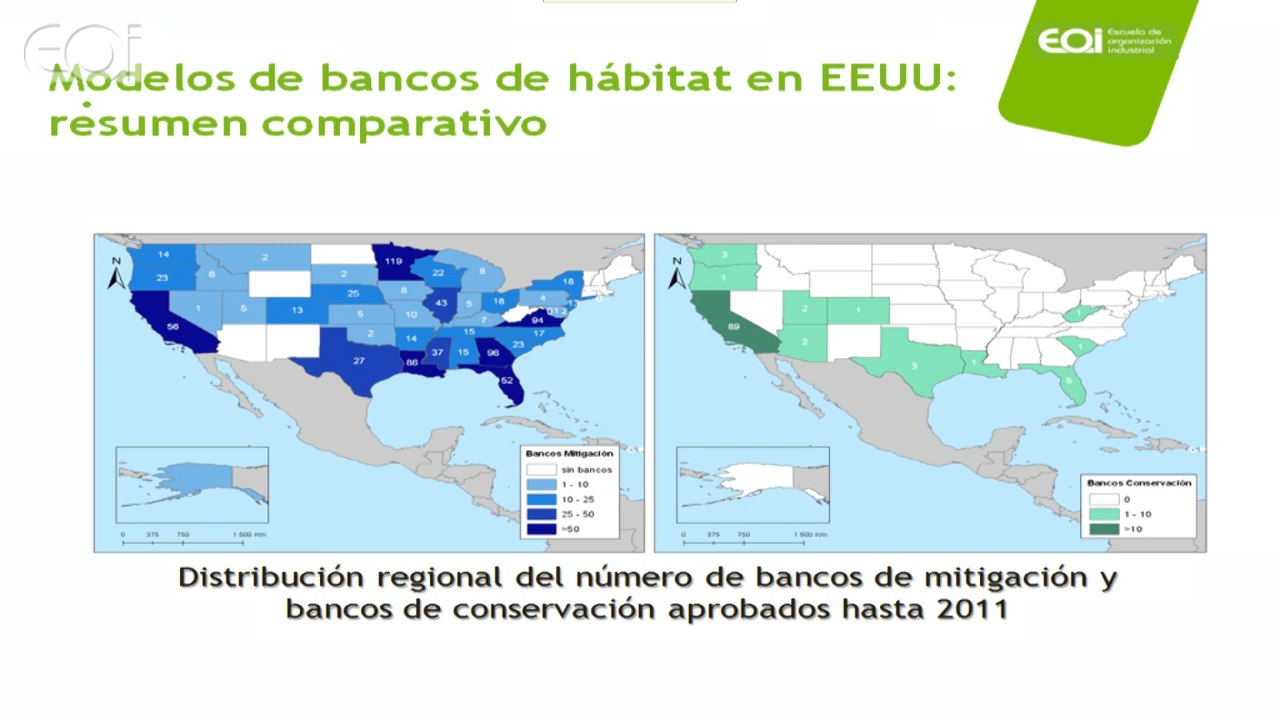 EOi
Escuela de
organización
industrial
EOi
Modelos de bancos de hábitat en EEUU:
resumen comparativo
N
14
2
119
23
6
2
22
8
18
25
8
43
5
18
4
13
1
5
13
5
10
7
94
56
2
14
15
17
23
27
86
37
15
96
52
Bancos Mitigación
sin bancos
1 - 10
10 - 25
25 - 50
>50
0 375 750 1.500 Km
N
3
1
89
2
1
1
2
3
1
1
5
Bancos Conservación
0
1 - 10
>10
0 375 750 1.500 Km
Distribución regional del número de bancos de mitigación y
bancos de conservación aprobados hasta 2011